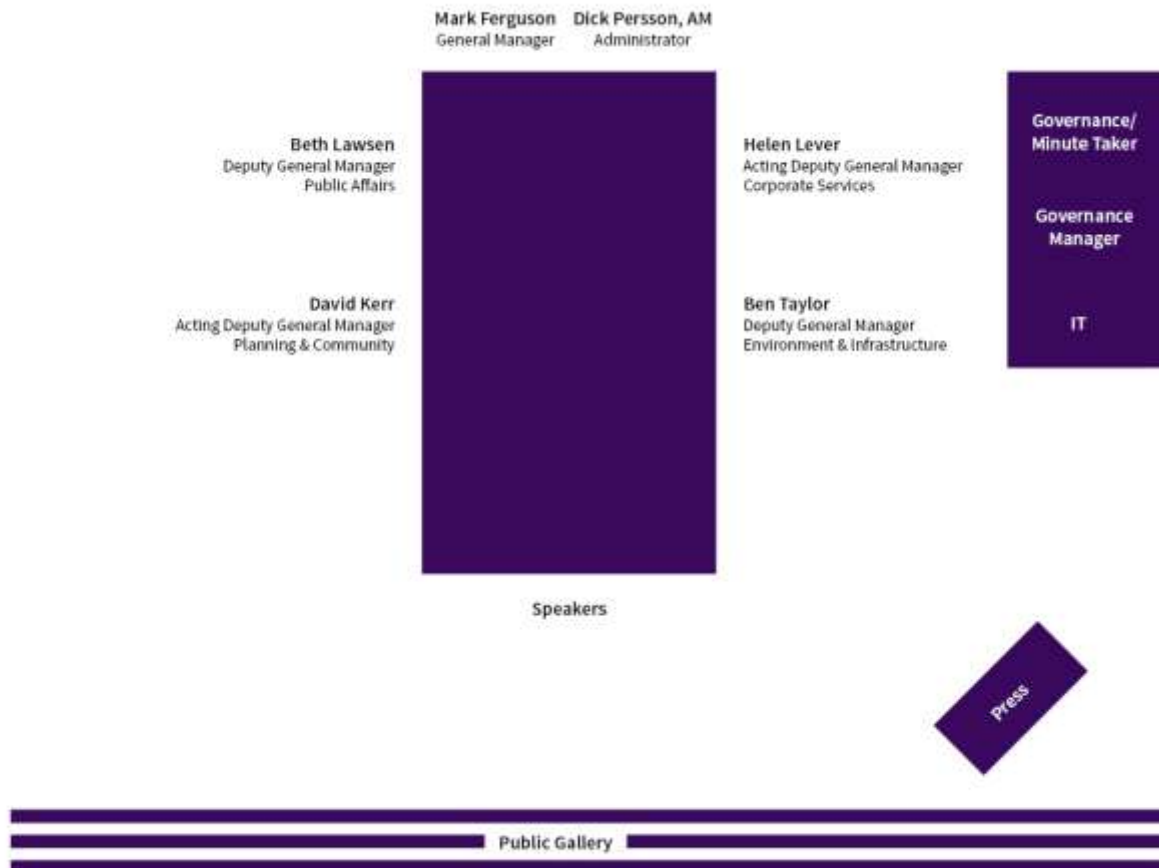 Mark Ferguson
General Manager
Dick Persson, AM
Administrator
Beth Lawsen
Deputy General Manager
Public Affairs
Helen Lever
Acting Deputy General Manager
Corporate Services
Governance/
Minute Taker
Governance
Manager
David Kerr
Acting Deputy General Manager
Planning & Community
Ben Taylor
Deputy General Manager
Environment & Infrastructure
IT
Speakers
Press
Public Gallery